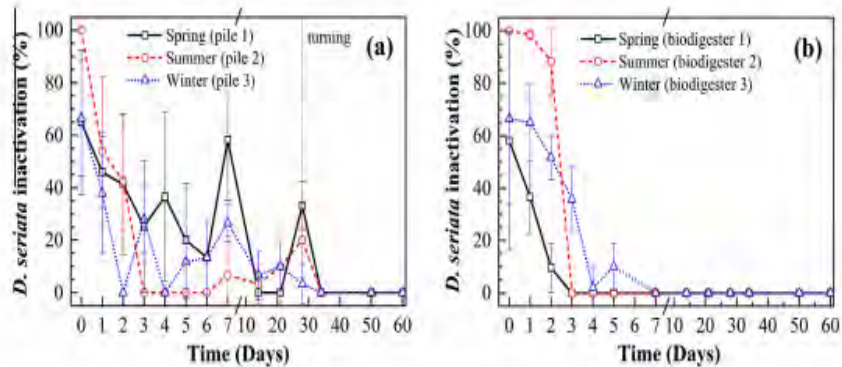 D. seriata inactivation (%)
100
80
60
40
20
0
Spring (pile 1)
Summer (pile 2)
Winter (pile 3)
turning
(a)
0 1 2 3 4 5 6 7 10 20 30 40 50 60
Time (Days)
D. seriata inactivation (%)
100
80
60
40
20
0
Spring (biodigester 1)
Summer (biodigester 2)
Winter (biodigester 3)
(b)
0 1 2 3 4 5 6 7 10 20 30 40 50 60
Time (Days)